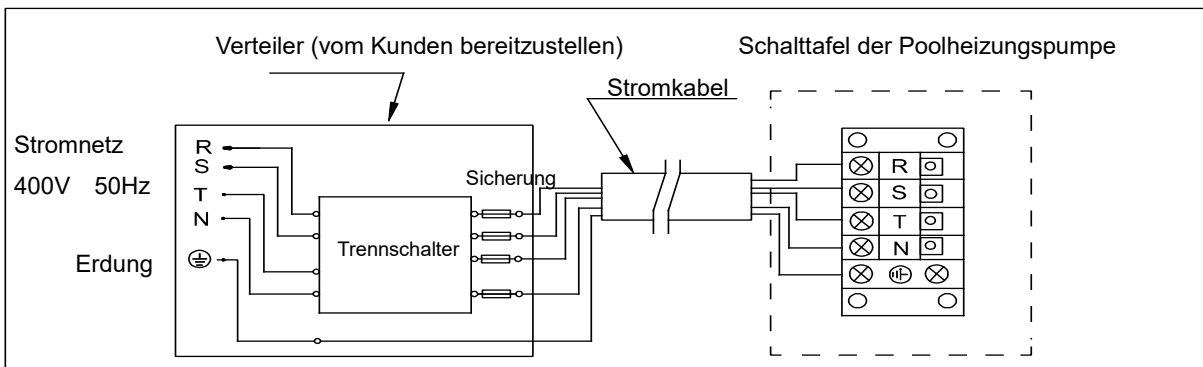 Verteiler (vom Kunden bereitzustellen)
Schalttafel der Poolheizungspumpe
Stromkabel
Stromnetz
400V 50Hz
Erdung
R
S
T
N
Sicherung
Trennschalter
R
S
T
N